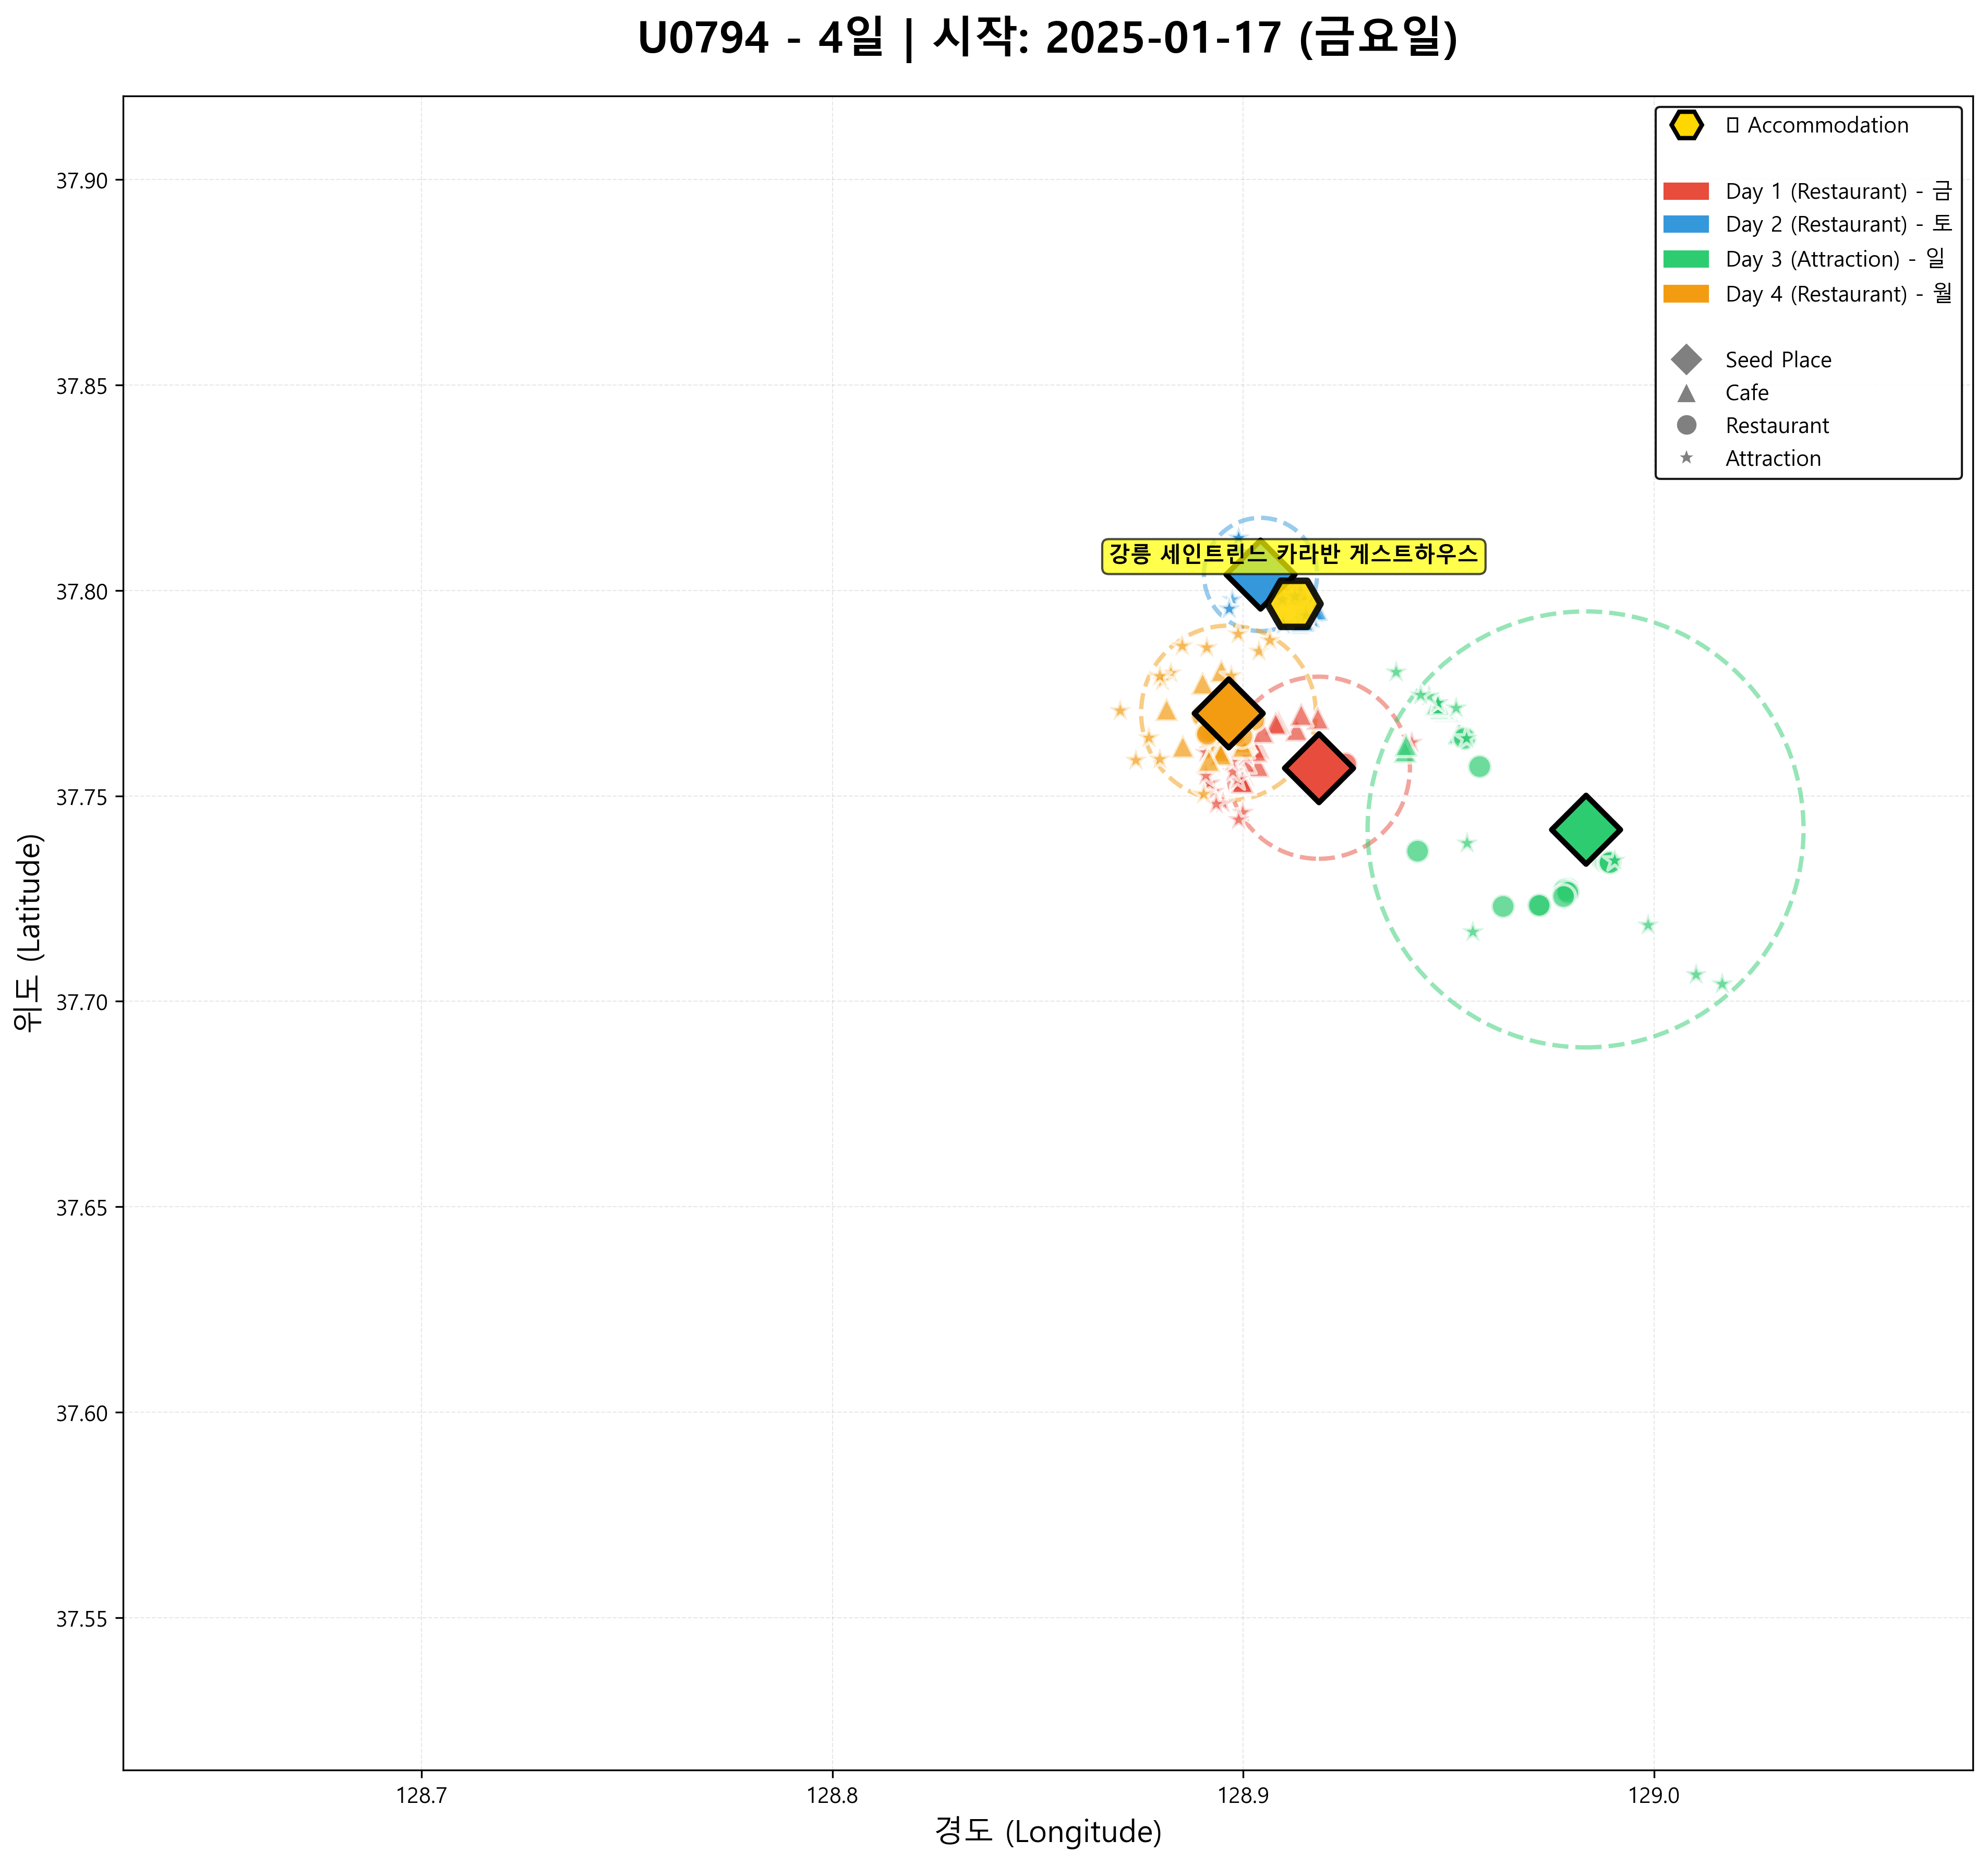 U0794 - 4일 | 시작: 2025-01-17 (금요일)
Accommodation
Day 1 (Restaurant) - 금
Day 2 (Restaurant) - 토
Day 3 (Attraction) - 일
Day 4 (Restaurant) - 월
Seed Place
Cafe
Restaurant
Attraction
강릉 세인트린느 카라반 게스트하우스
위도 (Latitude)
37.90
37.85
37.80
37.75
37.70
37.65
37.60
37.55
128.7
128.8
128.9
129.0
경도 (Longitude)